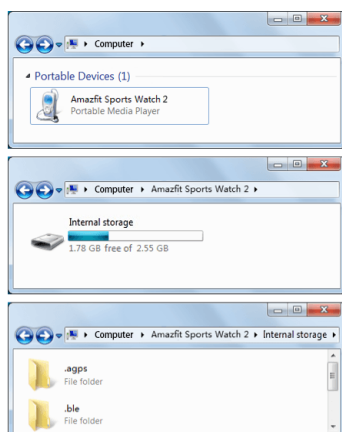 Computer
Portable Devices (1)
Amazfit Sports Watch 2
Portable Media Player
Computer Amazfit Sports Watch 2
Internal storage
1.78 GB free of 2.55 GB
Computer Amazfit Sports Watch 2 Internal storage
.agps
File folder
.ble
File folder